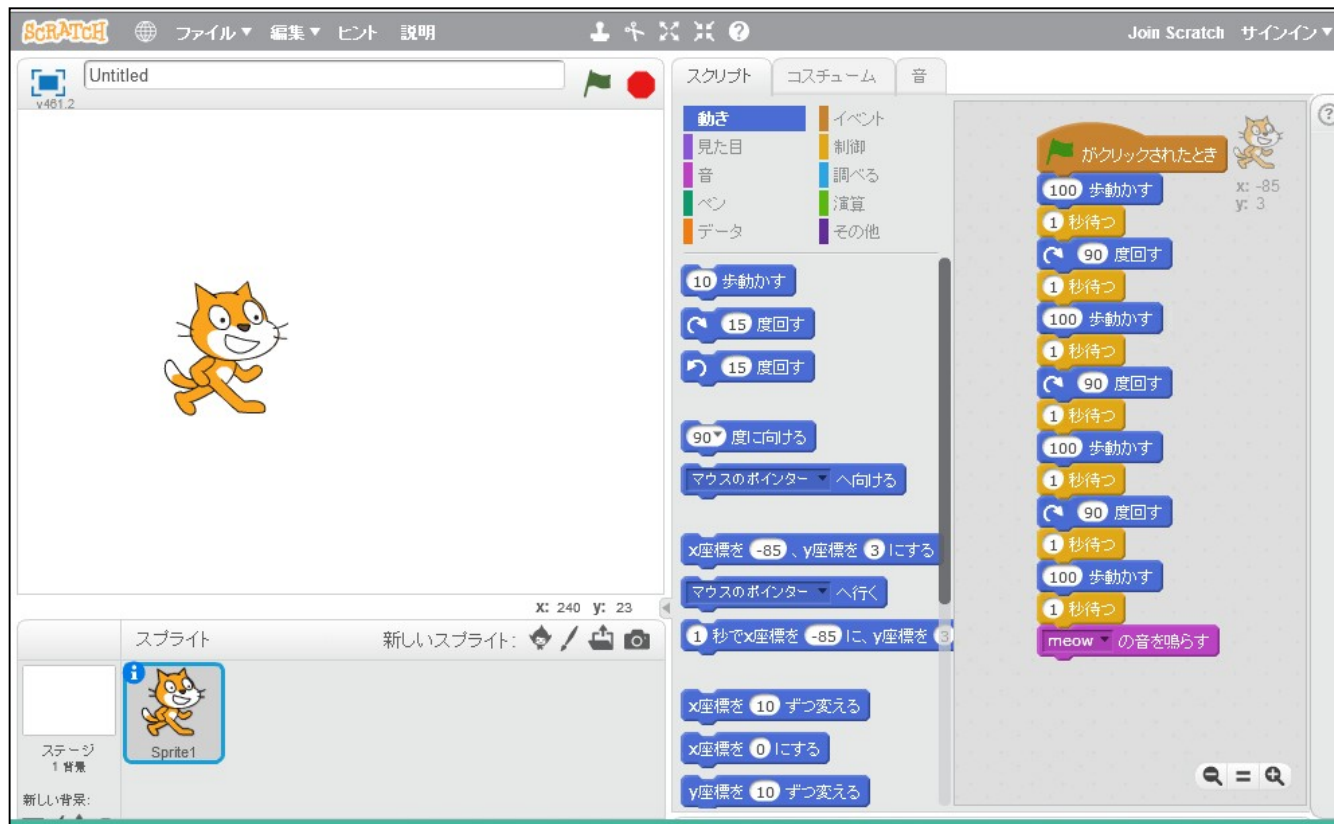 SCRATCH ファイル▼ 編集▼ ヒント 説明 Join Scratch サインイン▼
Untitled
v461.2
x: 240 y: 23
スプライト 新しいスプライト:
ステージ
1 背景
新しい背景:
Sprite1
スクリプト コスチューム 音
動き イベント
見た目 制御
音 調べる
ペン 演算
データ その他
10 歩動かす
15 度回す
15 度回す
90▼ 度に向ける
マウスのポインター へ向ける
x座標を -85 、y座標を 3 にする
マウスのポインター へ行く
1 秒でx座標を -85 に、y座標を 3
x座標を 10 ずつ変える
x座標を 0 にする
y座標を 10 ずつ変える
がクリックされたとき
100 歩動かす
1 秒待つ
90 度回す
1 秒待つ
100 歩動かす
1 秒待つ
90 度回す
1 秒待つ
100 歩動かす
1 秒待つ
90 度回す
1 秒待つ
100 歩動かす
1 秒待つ
meow の音を鳴らす
x: -85
y: 3